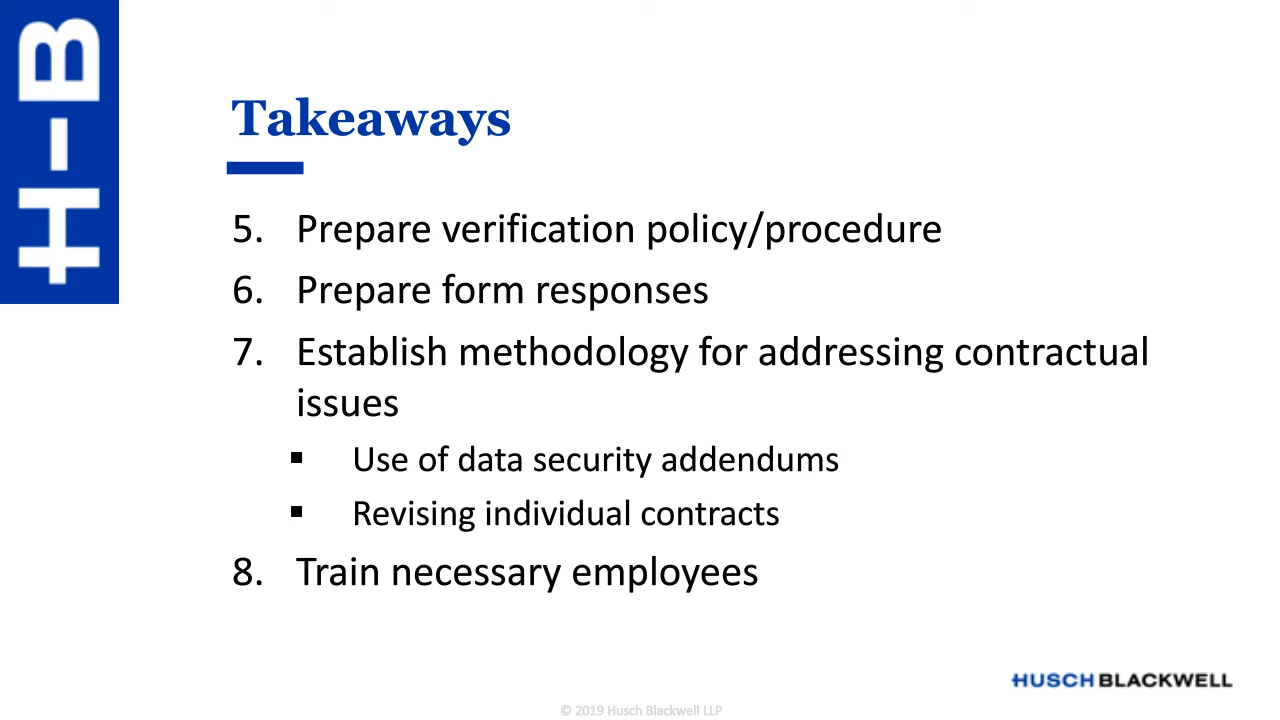 H-B
Takeaways
5. Prepare verification policy/procedure
6. Prepare form responses
7. Establish methodology for addressing contractual
issues
▪ Use of data security addendums
▪ Revising individual contracts
8. Train necessary employees
HUSCH BLACKWELL
© 2019 Husch Blackwell LLP